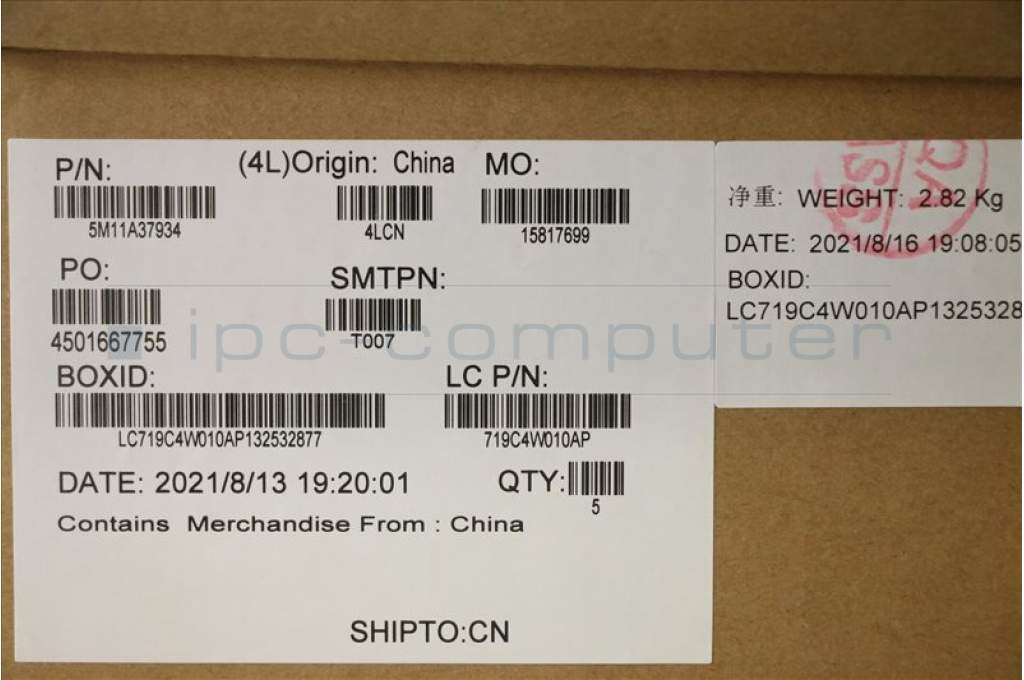 P/N: (4L)Origin: China MO:
5M11A37934 4LCN 15817699
PO: SMTPN:
4501667755 T007
BOXID: LC P/N:
LC719C4W010AP132532877 719C4W010AP
DATE: 2021/8/13 19:20:01 QTY:
5
Contains Merchandise From : China
SHIPTO:CN
净重: WEIGHT: 2.82 Kg
DATE: 2021/8/16 19:08:05
BOXID:
LC719C4W010AP1325328
QA
ipc-computer